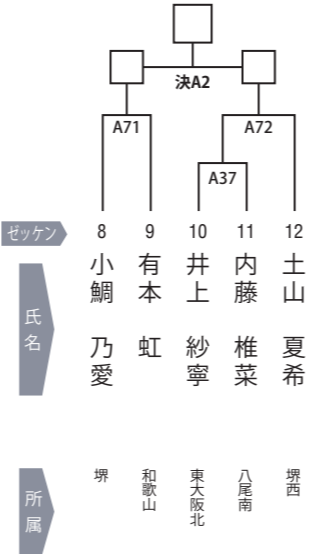 決A2
A71
A72
A37
ゼッケン
8
9
10
11
12
氏名
小鯛 乃愛
有本 虹
井上 紗寧
内藤 椎菜
土山 夏希
所属
堺
和歌山
東大阪北
八尾南
堺西